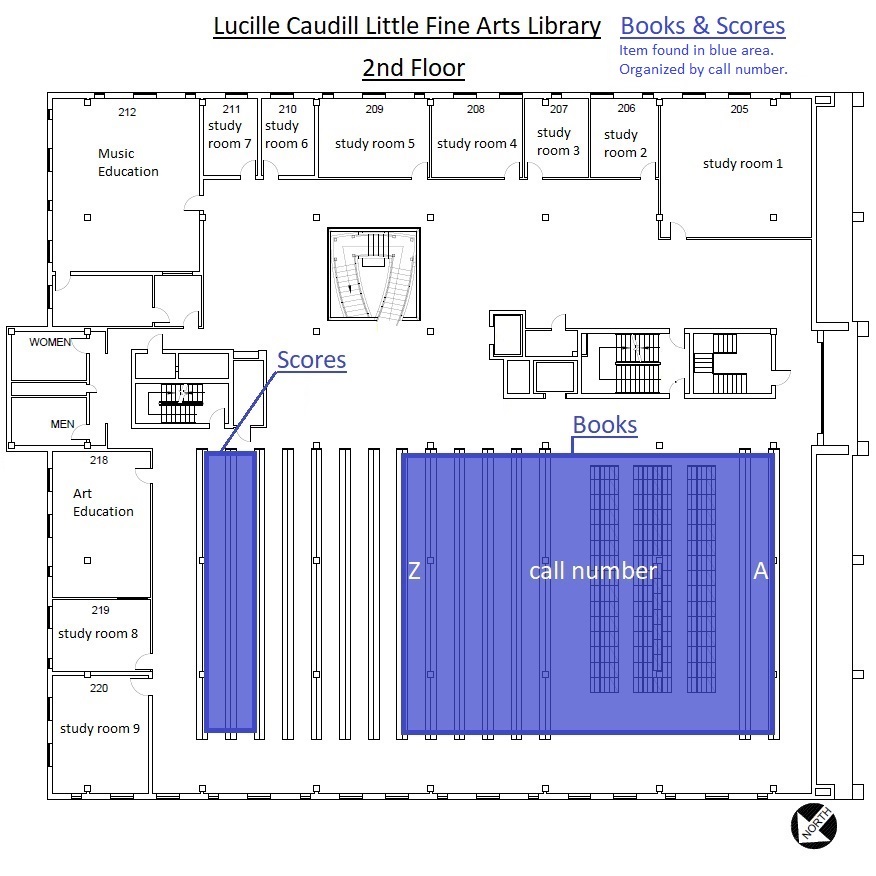 Lucille Caudill Little Fine Arts Library
Books & Scores
Item found in blue area.
Organized by call number.
2nd Floor
212
Music
Education
211
study
room 7
210
study
room 6
209
study room 5
208
study room 4
207
study
room 3
206
study
room 2
205
study room 1
WOMEN
MEN
Scores
Books
218
Art
Education
Z
call number
A
219
study room 8
220
study room 9
NORTH